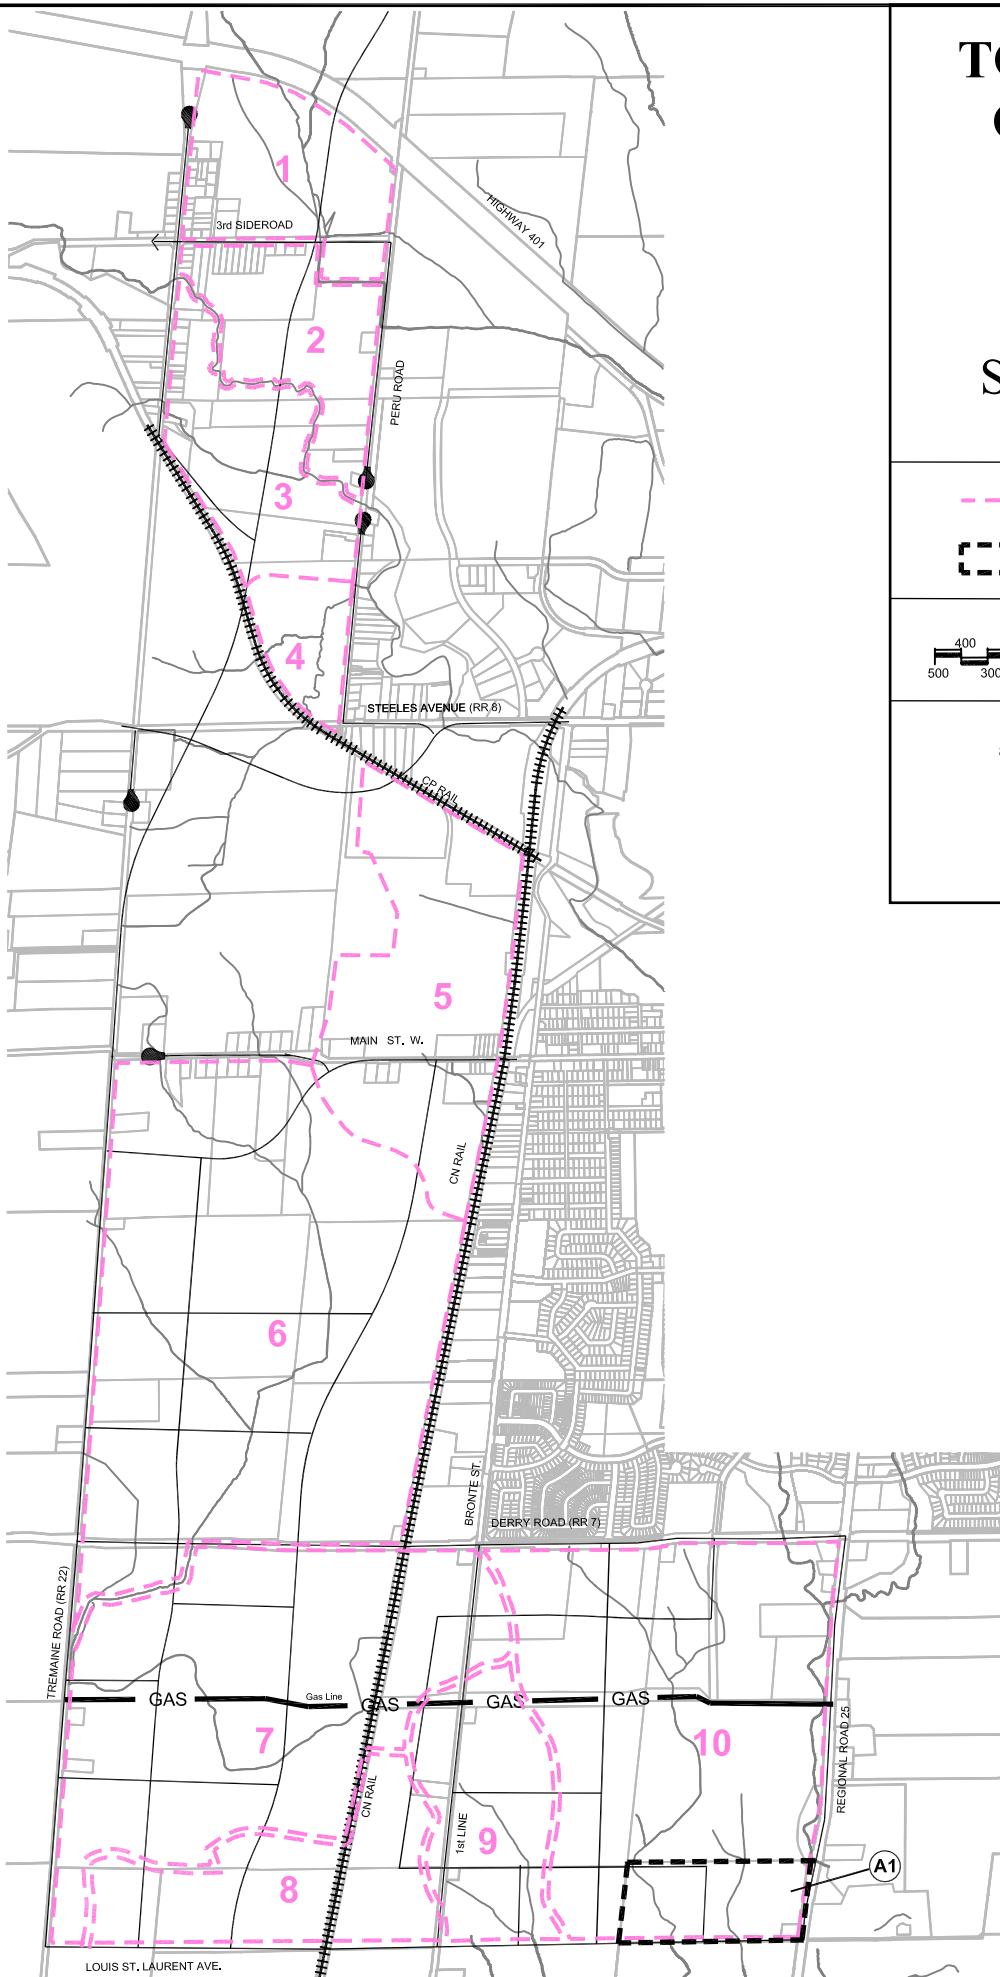 1
3rd SIDEROAD
HIGHWAY 401
2
PERU ROAD
3
4
STEELES AVENUE (RR 8)
CP RAIL
5
MAIN ST. W.
CN RAIL
6
BRONTE ST.
DERRY ROAD (RR 7)
TREMAINE ROAD (RR 22)
GAS
Gas Line
GAS
GAS
GAS
7
10
REGIONAL ROAD 25
CN RAIL
1st LINE
9
8
A1
LOUIS ST. LAURENT AVE.
S
400
500
300